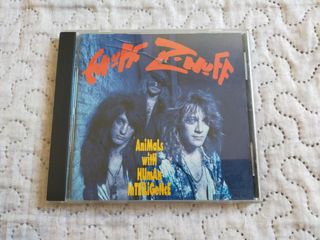 ENUFF Z'NUFF
AniMaLs
wiTH
HUmAn
inTELLiGeNcE